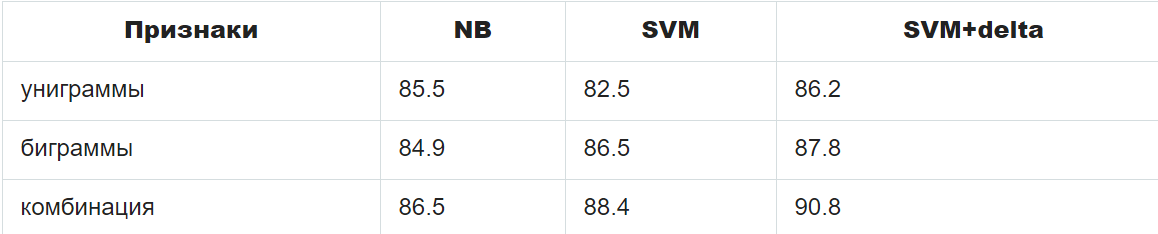 Признаки NB SVM SVM+delta
униграммы 85.5 82.5 86.2
биграммы 84.9 86.5 87.8
комбинация 86.5 88.4 90.8